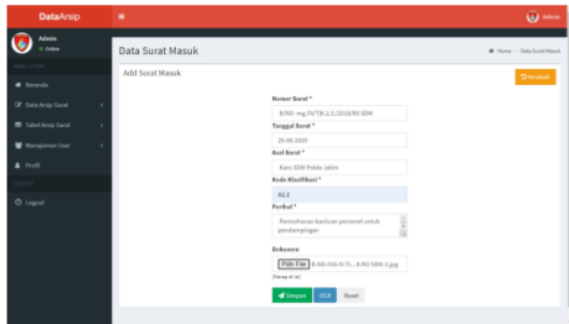 DataArsip
Admin
Admin
Online
Data Surat Masuk
Home - Data Surat Masuk
Add Surat Masuk
Kembali
Beranda
Data Arsip Surat
Tabel Arsip Surat
Manajemen User
Profil
Logout
Nomor Surat *
Tanggal Surat *
25-05-2020
Asal Surat *
Karo SDM Polda Jatim
Kode Klasifikasi *
A2.2
Perihal *
Permohonan bantuan personel untuk
pendampingan
Dokumen
Pilih File
Simpan
OCR
Reset